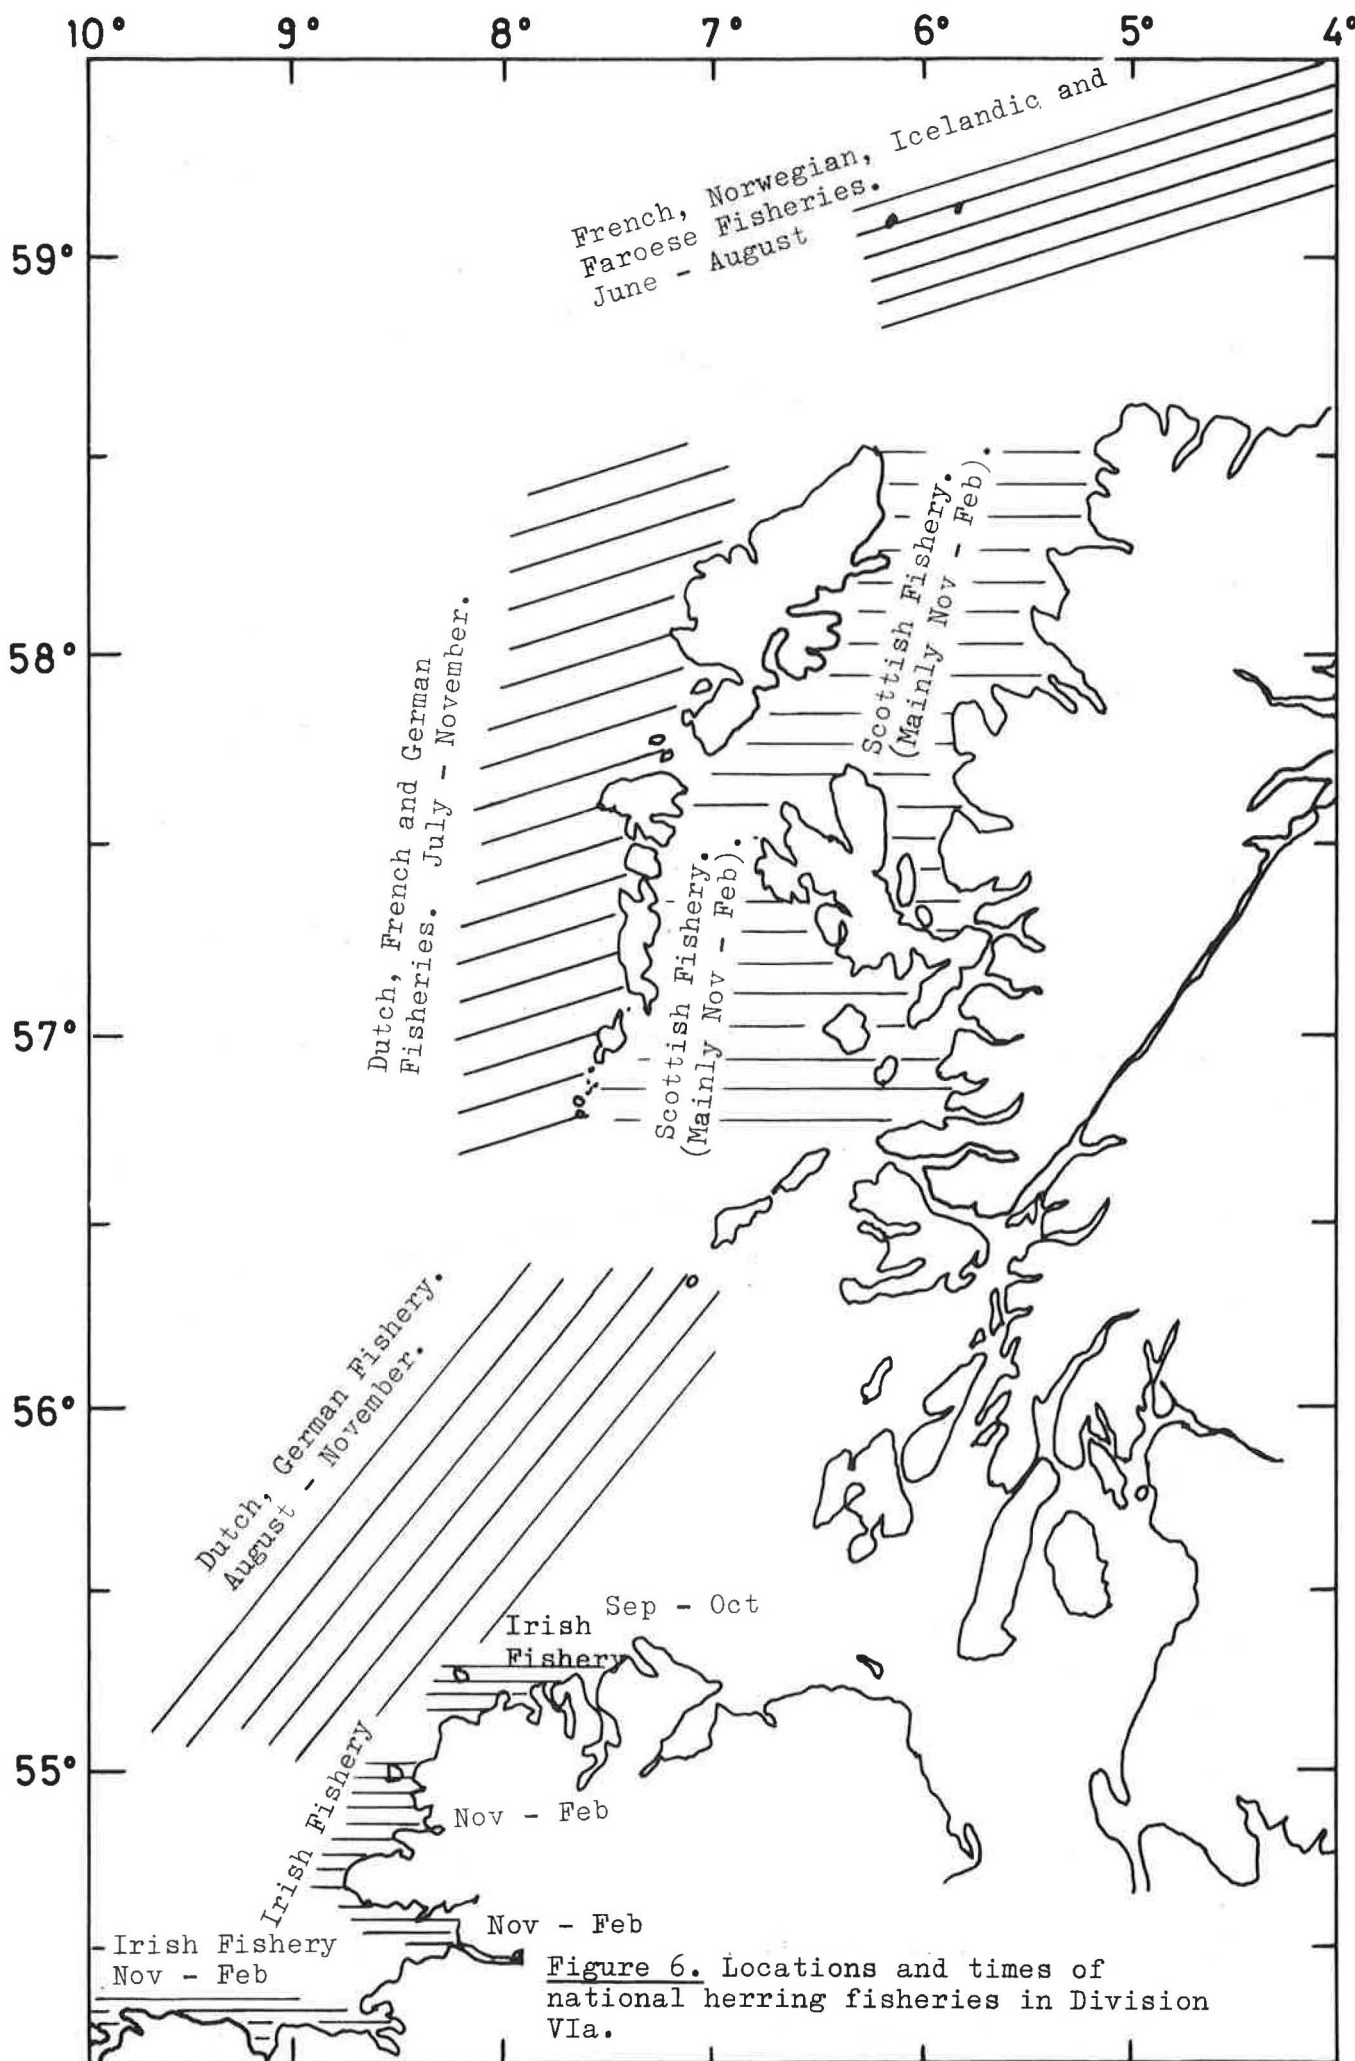 10° 9° 8° 7° 6° 5° 4°
French, Norwegian, Icelandic and
Faroese Fisheries.
June - August
59°
Scottish Fishery.
(Mainly Nov - Feb).
58°
Dutch, French and German
Fisheries. July - November.
Scottish Fishery.
(Mainly Nov - Feb).
57°
Dutch, German Fishery.
August - November.
56°
Sep - Oct
Irish
Fishery
55°
Irish Fishery
Nov - Feb
Nov - Feb
Irish Fishery
Nov - Feb
Figure 6. Locations and times of
national herring fisheries in Division
VIa.